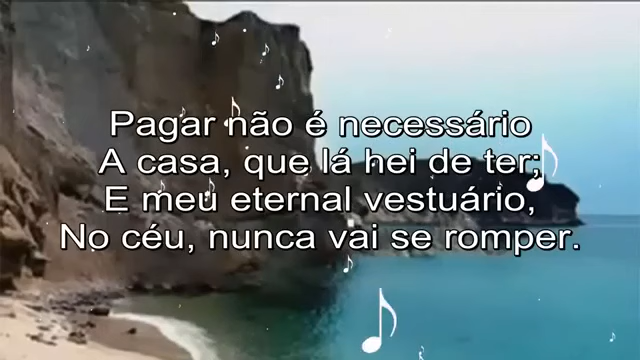 Pagar não é necessário
A casa, que lá hei de ter;
E meu eternal vestuário,
No céu, nunca vai se romper.